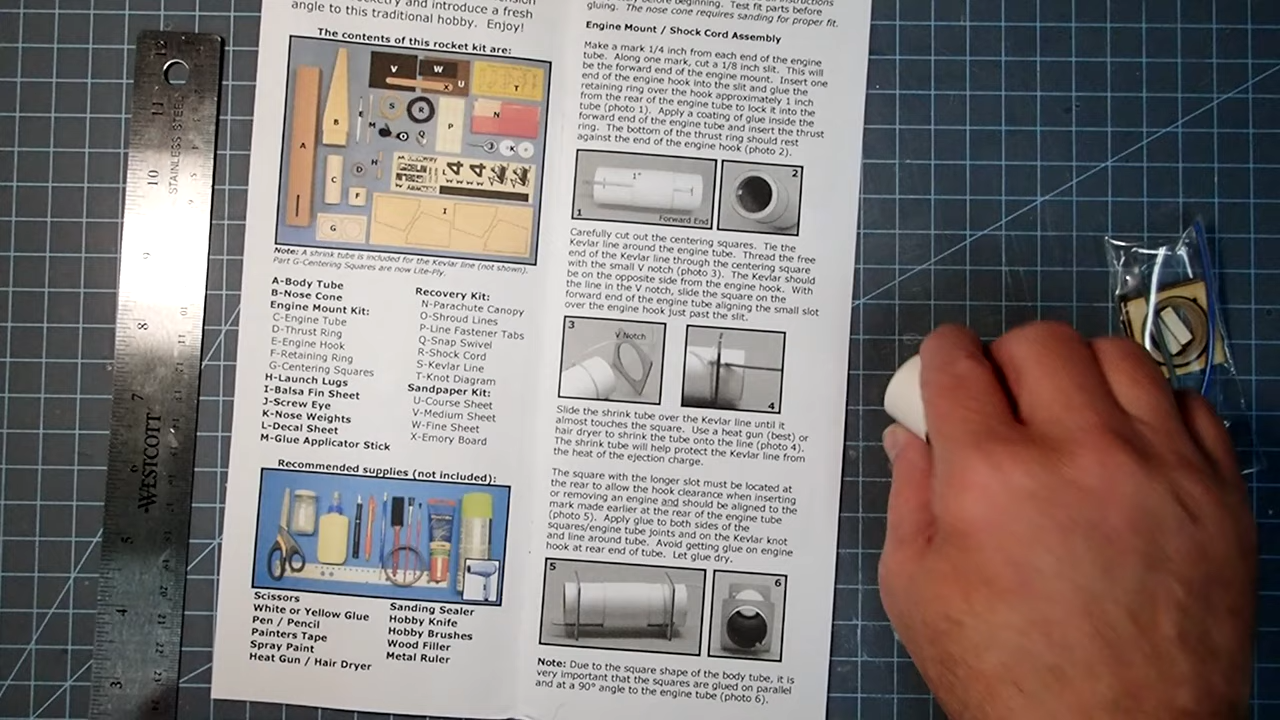 angle to this traditional hobby. Enjoy!
The contents of this rocket kit are:
A
B
C
D
F
G
H
I
K
N
P
R
S
T
U
V
W
X
Note: A shrink tube is included for the Kevlar line (not shown).
Part G-Centering Squares are now Lite-Ply.
A-Body Tube
B-Nose Cone
Engine Mount Kit:
C-Engine Tube
D-Thrust Ring
E-Engine Hook
F-Retaining Ring
G-Centering Squares
H-Launch Lugs
I-Balsa Fin Sheet
J-Screw Eye
K-Nose Weights
L-Decal Sheet
M-Glue Applicator Stick
Recovery Kit:
N-Parachute Canopy
O-Shroud Lines
P-Line Fastener Tabs
Q-Snap Swivel
R-Shock Cord
S-Kevlar Line
T-Knot Diagram
Sandpaper Kit:
U-Course Sheet
V-Medium Sheet
W-Fine Sheet
X-Emory Board
Recommended supplies (not included):
Scissors
White or Yellow Glue
Pen / Pencil
Painters Tape
Spray Paint
Heat Gun / Hair Dryer
Sanding Sealer
Hobby Knife
Hobby Brushes
Wood Filler
Metal Ruler
before beginning. Test fit parts before
gluing. The nose cone requires sanding for proper fit.
Engine Mount / Shock Cord Assembly
Make a mark 1/4 inch from each end of the engine
tube. Along one mark, cut a 1/8 inch slit. This will
be the forward end of the engine mount. Insert one
end of the engine hook into the slit and glue the
retaining ring over the hook approximately 1 inch
from the rear of the engine tube to lock it into the
tube (photo 1). Apply a coating of glue inside the
forward end of the engine tube and insert the thrust
ring. The bottom of the thrust ring should rest
against the end of the engine hook (photo 2).
1"
Forward End
1
2
Carefully cut out the centering squares. Tie the
Kevlar line around the engine tube. Thread the free
end of the Kevlar line through the centering square
with the small V notch (photo 3). The Kevlar should
be on the opposite side from the engine hook. With
the line in the V notch, slide the square on the
forward end of the engine tube aligning the small slot
over the engine hook just past the slit.
3
V Notch
4
Slide the shrink tube over the Kevlar line until it
almost touches the square. Use a heat gun (best) or
hair dryer to shrink the tube onto the line (photo 4).
The shrink tube will help protect the Kevlar line from
the heat of the ejection charge.
The square with the longer slot must be located at
the rear to allow the hook clearance when inserting
or removing an engine and should be aligned to the
mark made earlier at the rear of the engine tube
(photo 5). Apply glue to both sides of the
squares/engine tube joints and on the Kevlar knot
and line around tube. Avoid getting glue on engine
hook at rear end of tube. Let glue dry.
5
6
Note: Due to the square shape of the body tube, it is
very important that the squares are glued on parallel
and at a 90° angle to the engine tube (photo 6).
WESTCOTT
STAINLESS STEEL
12
11
10
9
8
7
5
4
3